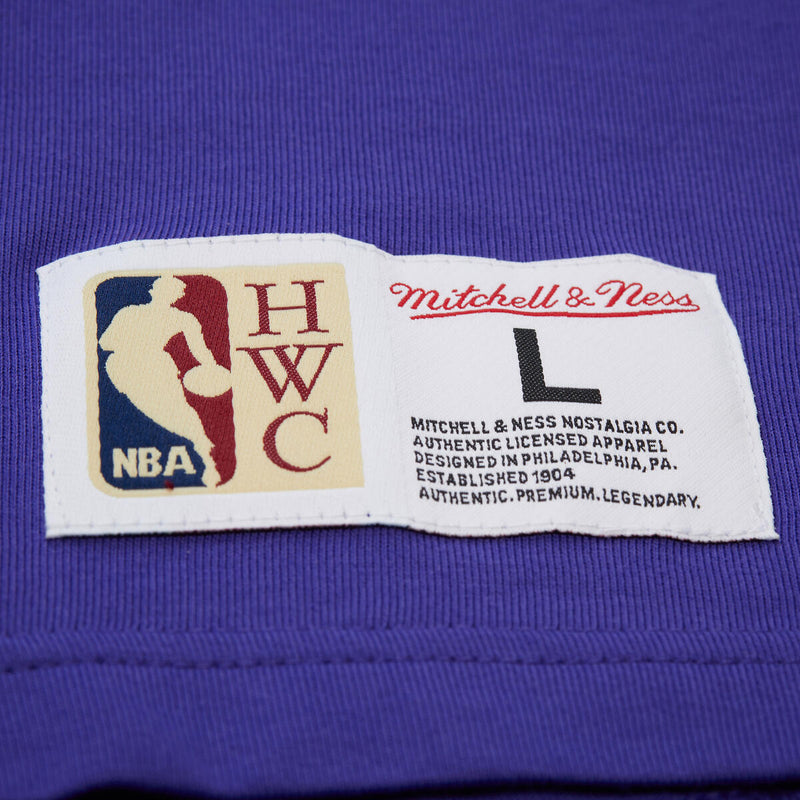 NBA
H
W
C
Mitchell & Ness
L
MITCHELL & NESS NOSTALGIA CO.
AUTHENTIC LICENSED APPAREL
DESIGNED IN PHILADELPHIA, PA.
ESTABLISHED 1904
AUTHENTIC. PREMIUM. LEGENDARY.